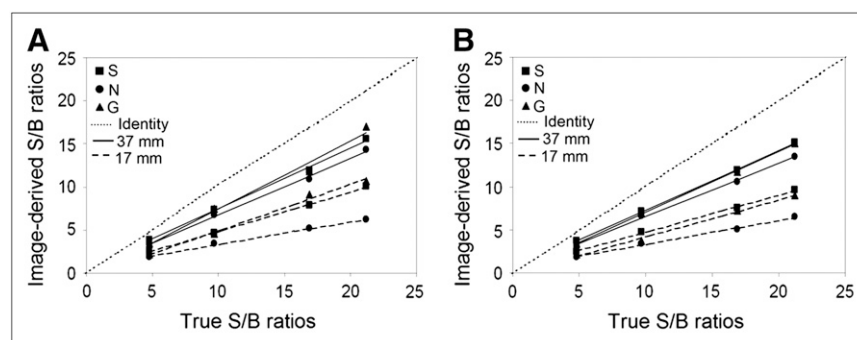 A
25
20
15
10
5
0
0 5 10 15 20 25
Image-derived S/B ratios
True S/B ratios
S
N
G
Identity
37 mm
17 mm
B
25
20
15
10
5
0
0 5 10 15 20 25
Image-derived S/B ratios
True S/B ratios
S
N
G
Identity
37 mm
17 mm